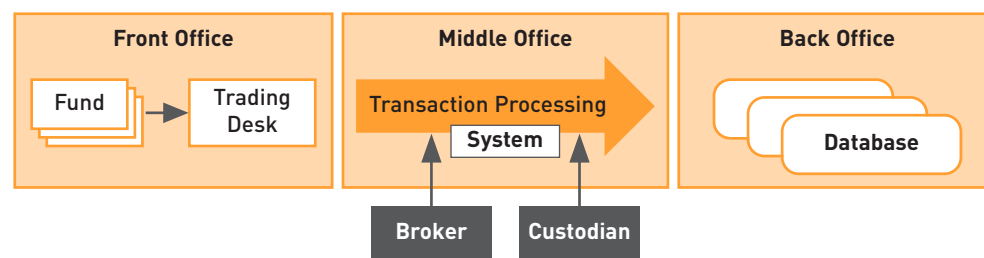 Front Office
Fund
Trading
Desk
Middle Office
Transaction Processing
System
Broker
Custodian
Back Office
Database